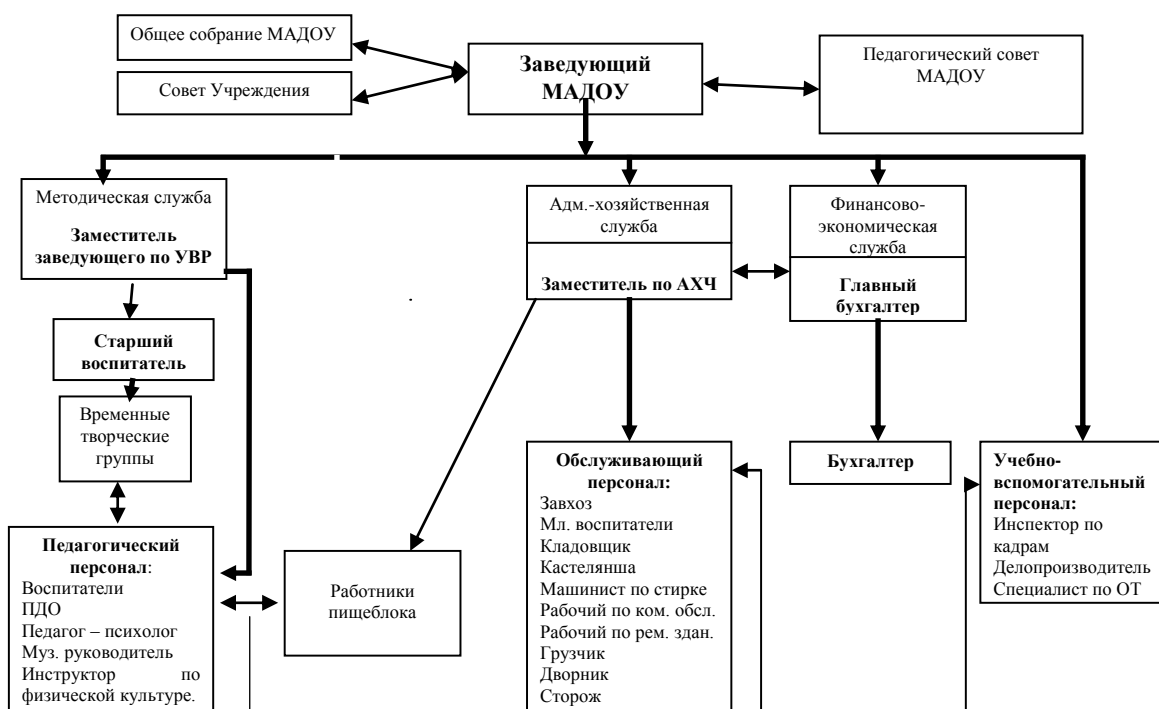 Общее собрание МАДОУ
Совет Учреждения
Заведующий
МАДОУ
Педагогический совет
МАДОУ
Методическая служба
Заместитель
заведующего по УВР
Адм.-хозяйственная
служба
Заместитель по АХЧ
Финансово-
экономическая
служба
Главный
бухгалтер
Старший
воспитатель
Временные
творческие
группы
Педагогический
персонал:
Воспитатели
ПДО
Педагог – психолог
Муз. руководитель
Инструктор по
физической культуре.
Работники
пищеблока
Обслуживающий
персонал:
Завхоз
Мл. воспитатели
Кладовщик
Кастелянша
Машинист по стирке
Рабочий по ком. обсл.
Рабочий по рем. здан.
Грузчик
Дворник
Сторож
Бухгалтер
Учебно-
вспомогательный
персонал:
Инспектор по
кадрам
Делопроизводитель
Специалист по ОТ